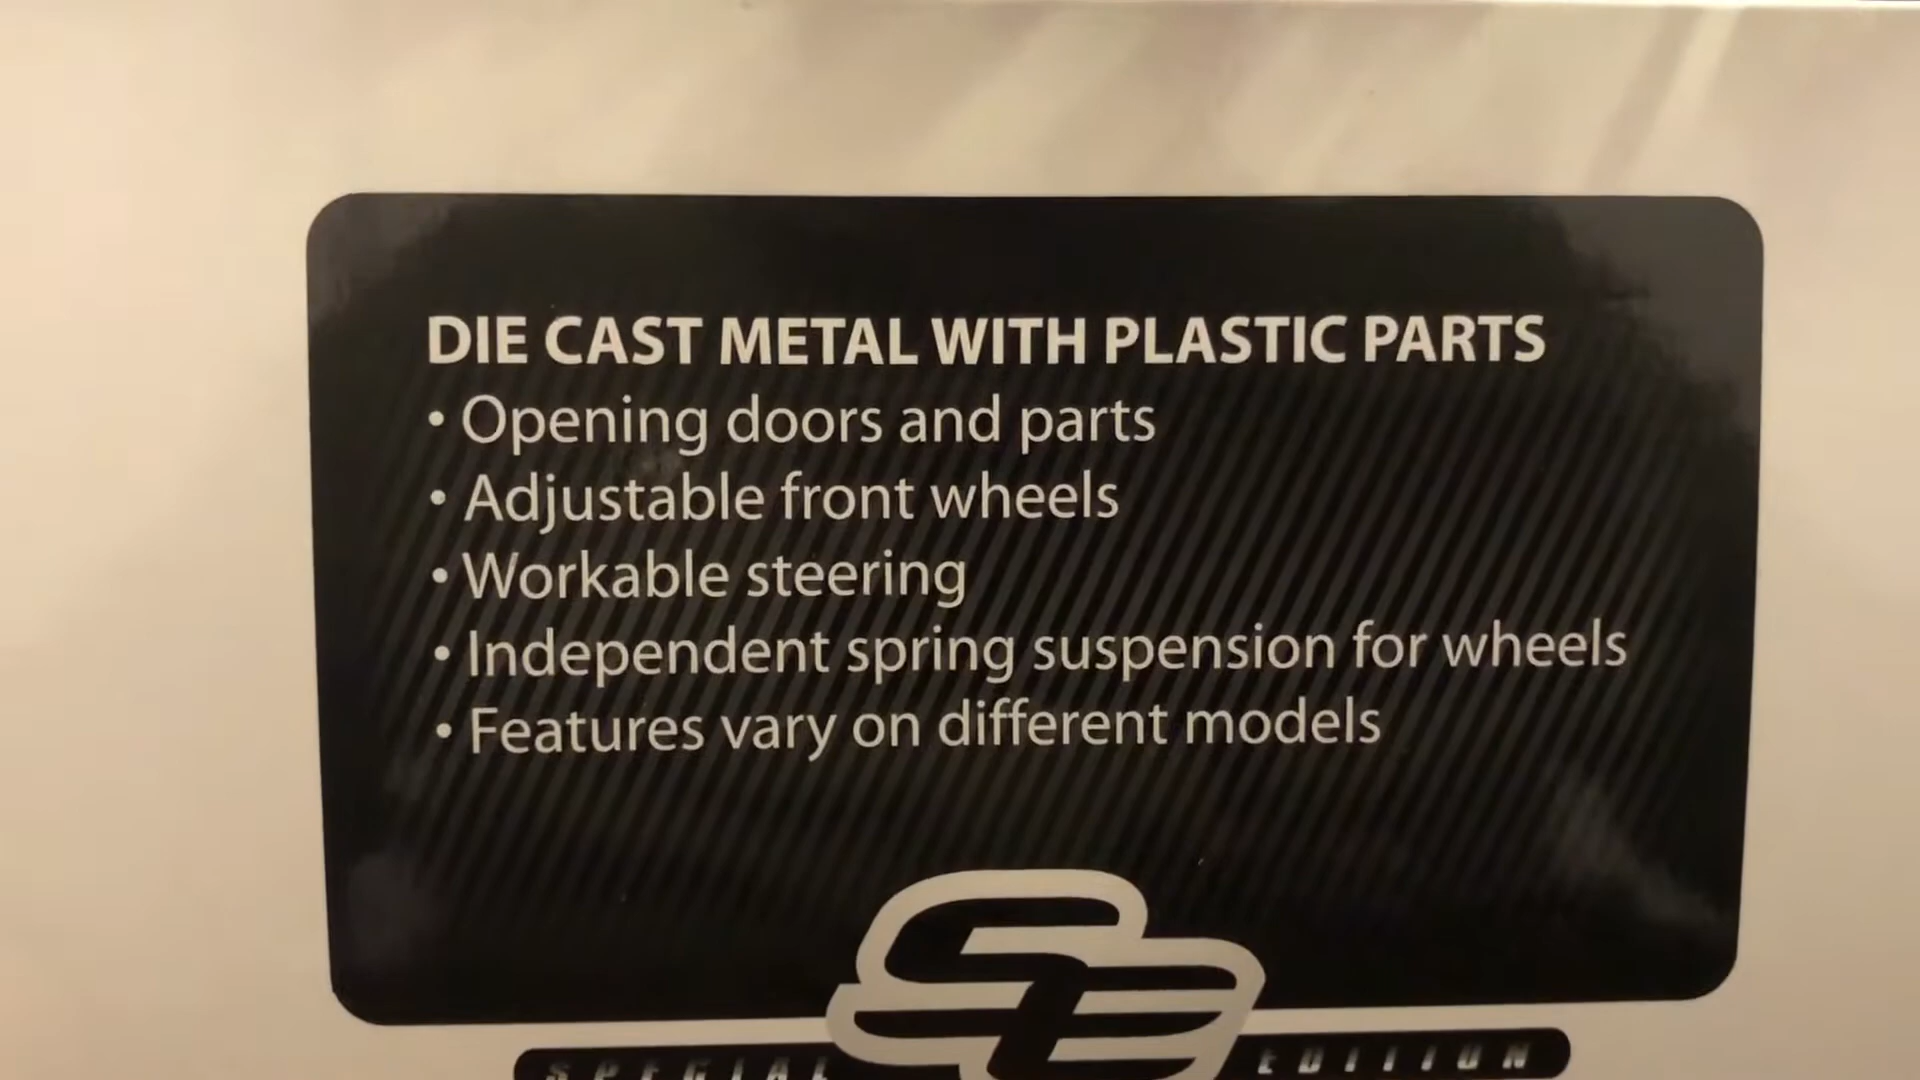 DIE CAST METAL WITH PLASTIC PARTS
• Opening doors and parts
• Adjustable front wheels
• Workable steering
• Independent spring suspension for wheels
• Features vary on different models
SE
SPECIAL EDITION